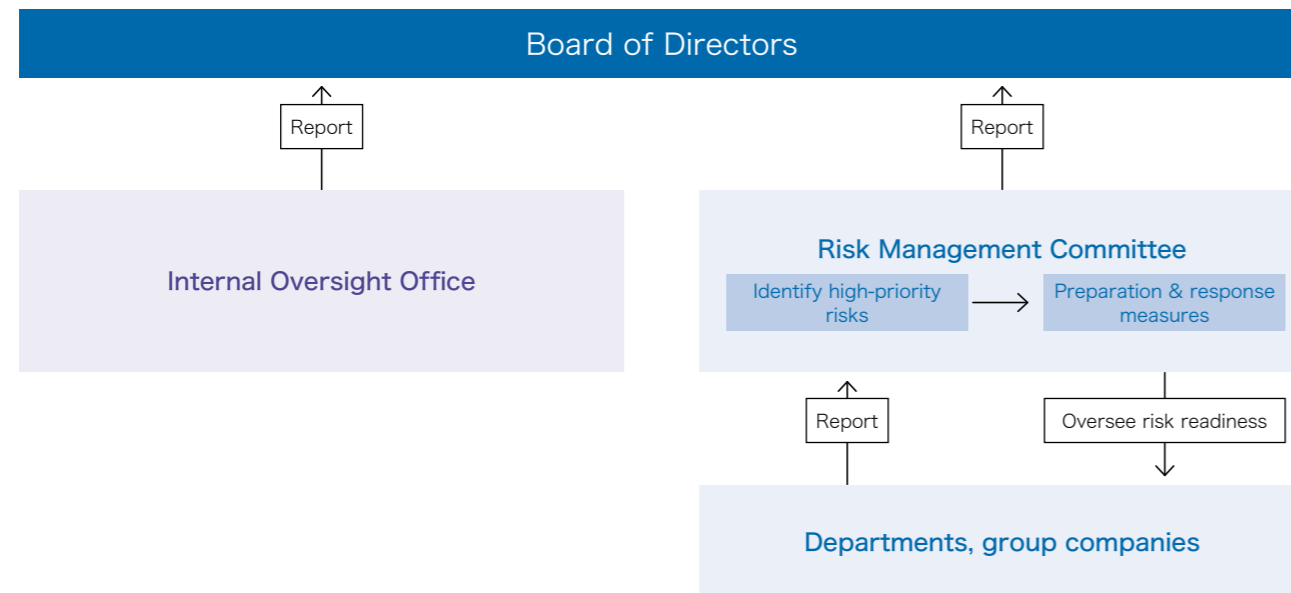 Board of Directors
Report
Report
Internal Oversight Office
Risk Management Committee
Identify high-priority
risks
Preparation & response
measures
Report
Oversee risk readiness
Departments, group companies